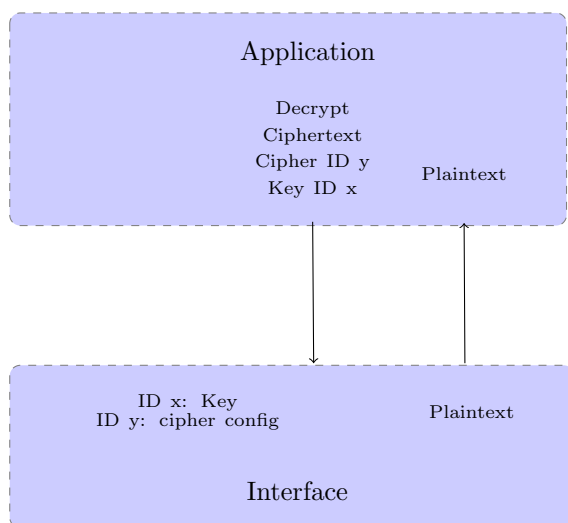 Application
Decrypt
Ciphertext
Cipher ID y
Key ID x
Plaintext
ID x: Key
ID y: cipher config
Plaintext
Interface